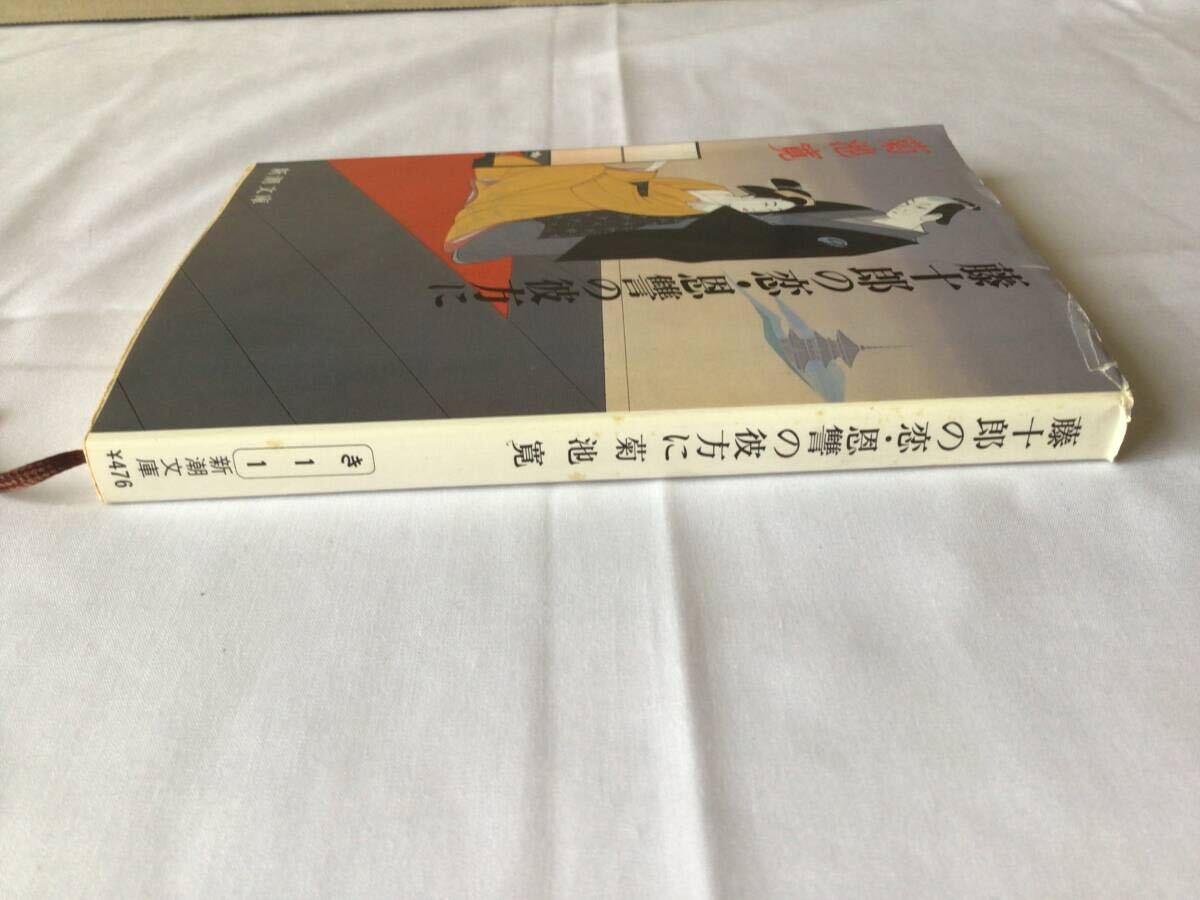 菊池寛
藤十郎の恋・恩讐の彼方に
新潮文庫
藤十郎の恋・恩讐の彼方に 菊池 寛
き 1 1
新潮文庫
¥476